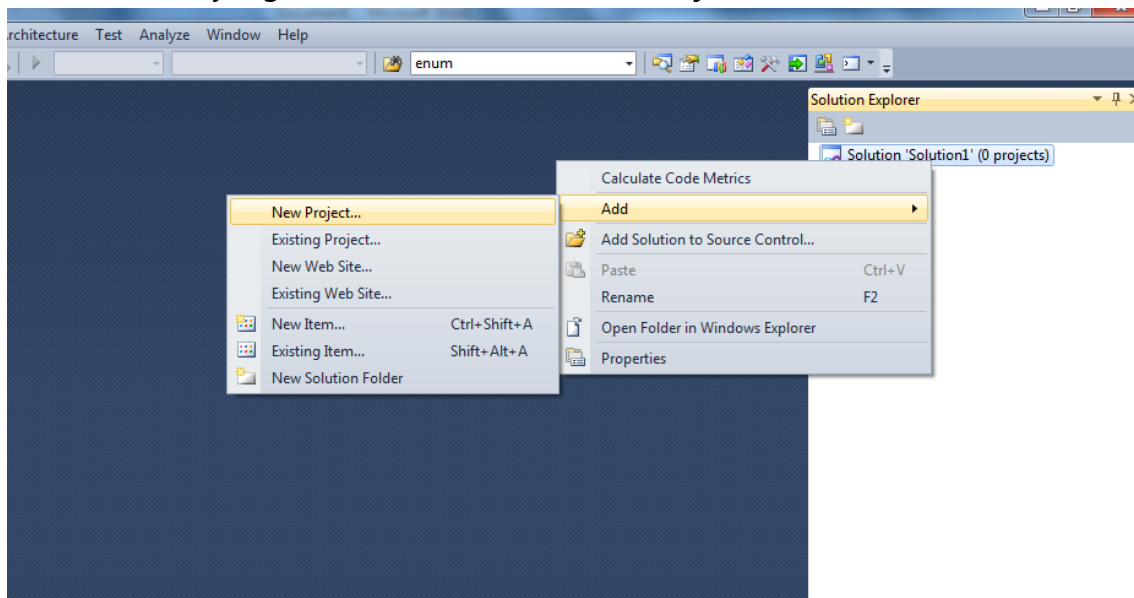 Architecture Test Analyze Window Help
enum
Solution Explorer
Solution 'Solution1' (0 projects)
Calculate Code Metrics
New Project...
Add
Existing Project...
Add Solution to Source Control...
New Web Site...
Paste Ctrl+V
Existing Web Site...
Rename F2
New Item... Ctrl+Shift+A
Open Folder in Windows Explorer
Existing Item... Shift+Alt+A
Properties
New Solution Folder